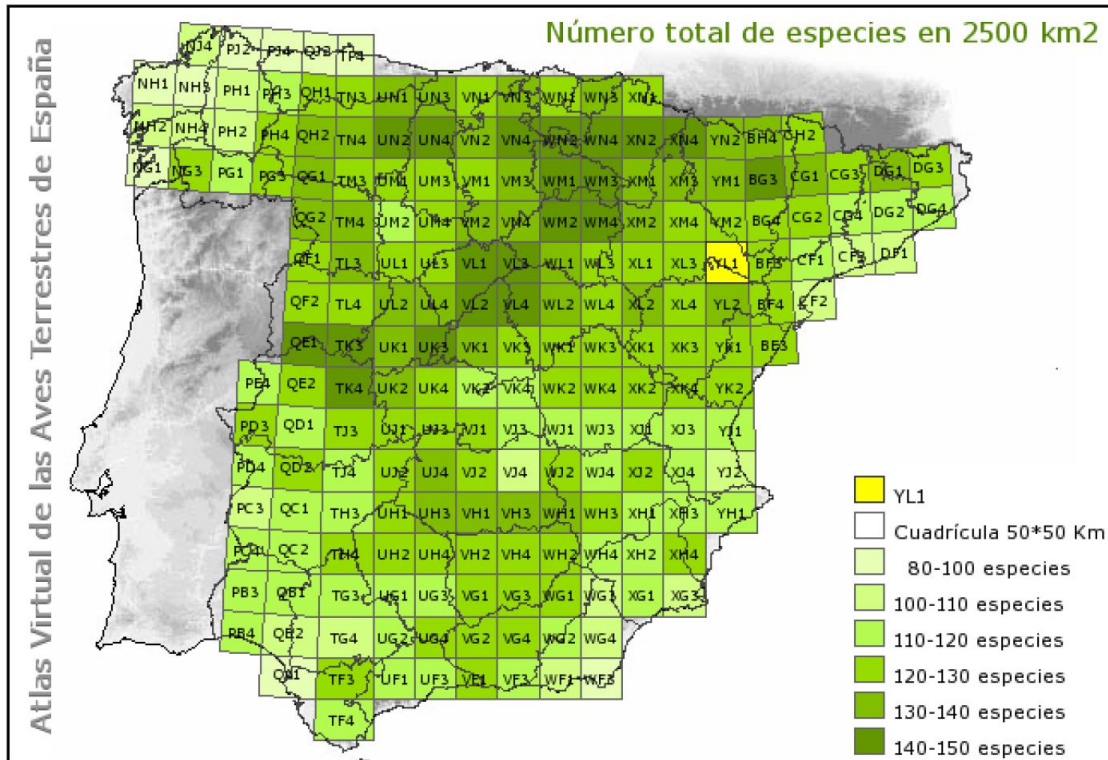 Número total de especies en 2500 km2
Atlas Virtual de las Aves Terrestres de España
NJ4 PJ2 PJ4 QJ2 TP4
NH1 NH3 PH1 PH3 QH1 TN3 UN1 UN3 VN1 VN3 WN1 WN3 XN1
NH2 NH4 PH2 PH4 QH2 TN4 UN2 UN4 VN2 VN4 WN2 WN4 XN2 XN4 YN2 BH4 CH2
NG1 NG3 PG1 PG3 QG1 TM3 UM1 UM3 VM1 VM3 WM1 WM3 XM1 XM3 YM1 BG3 CG1 CG3 DG1 DG3
QG2 TM4 UM2 UM4 VM2 VN4 WM2 WM4 XM2 XM4 YM2 BG4 CG2 CG4 DG2 DG4
QF1 TL3 UL1 UL3 VL1 VL3 WL1 WL3 XL1 XL3 YL1 BF3 CF1 CF3 DF1
QF2 TL4 UL2 UL4 VL2 VL4 WL2 WL4 XL2 XL4 YL2 BF4 CF2
QE1 TK3 UK1 UK3 VK1 VK3 WK1 WK3 XK1 XK3 YK1 BE3
PE4 QE2 TK4 UK2 UK4 VK2 VK4 WK2 WK4 XK2 XK4 YK2
PD3 QD1 TJ3 UJ1 UJ3 VJ1 VJ3 WJ1 WJ3 XJ1 XJ3 YJ1
PD4 QD2 TJ4 UJ2 UJ4 VJ2 VJ4 WJ2 WJ4 XJ2 XJ4 YJ2
PC3 QC1 TH3 UH1 UH3 VH1 VH3 WH1 WH3 XH1 XH3 YH1
PC4 QC2 TH4 UH2 UH4 VH2 VH4 WH2 WH4 XH2 XH4
PB3 QB1 TG3 UG1 UG3 VG1 VG3 WG1 WG3 XG1 XG3
PB4 QB2 TG4 UG2 UG4 VG2 VG4 WG2 WG4
QA1 TF3 UF1 UF3 VF1 VF3 WF1 WF3
TF4
YL1
Cuadrícula 50*50 Km
80-100 especies
100-110 especies
110-120 especies
120-130 especies
130-140 especies
140-150 especies